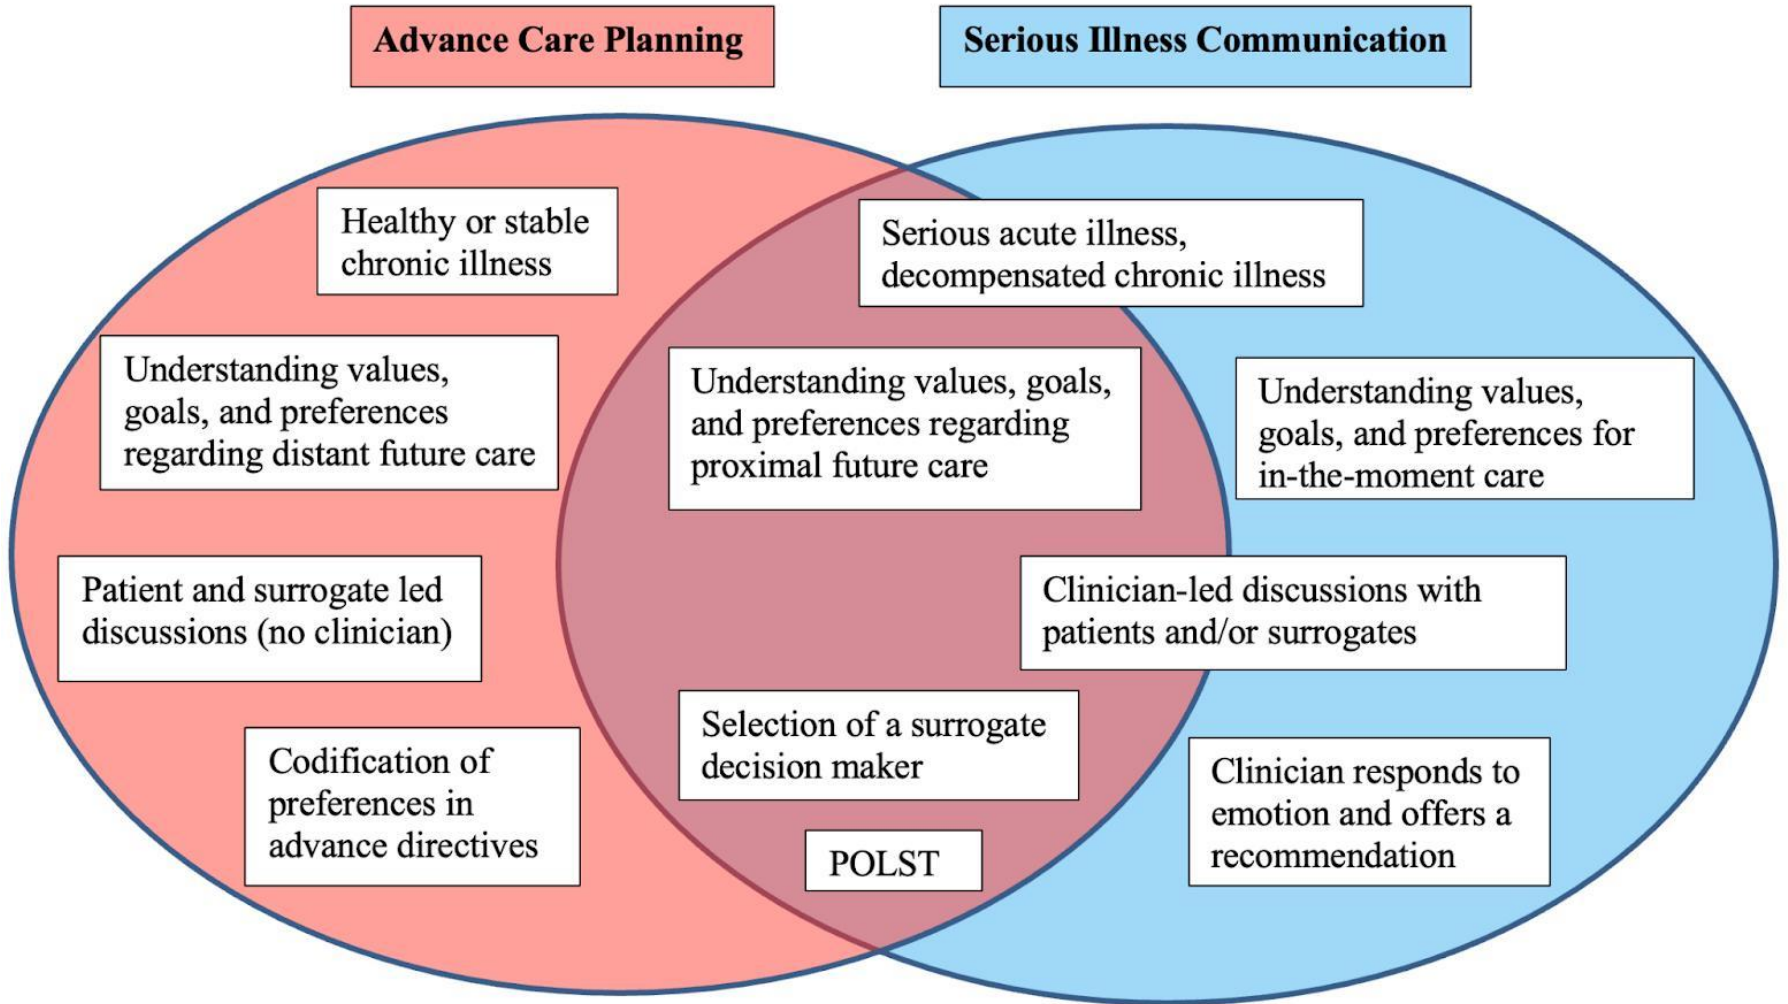 Advance Care Planning
Serious Illness Communication
Healthy or stable
chronic illness
Serious acute illness,
decompensated chronic illness
Understanding values,
goals, and preferences
regarding distant future care
Understanding values, goals,
and preferences regarding
proximal future care
Understanding values,
goals, and preferences for
in-the-moment care
Patient and surrogate led
discussions (no clinician)
Clinician-led discussions with
patients and/or surrogates
Codification of
preferences in
advance directives
Selection of a surrogate
decision maker
POLST
Clinician responds to
emotion and offers a
recommendation